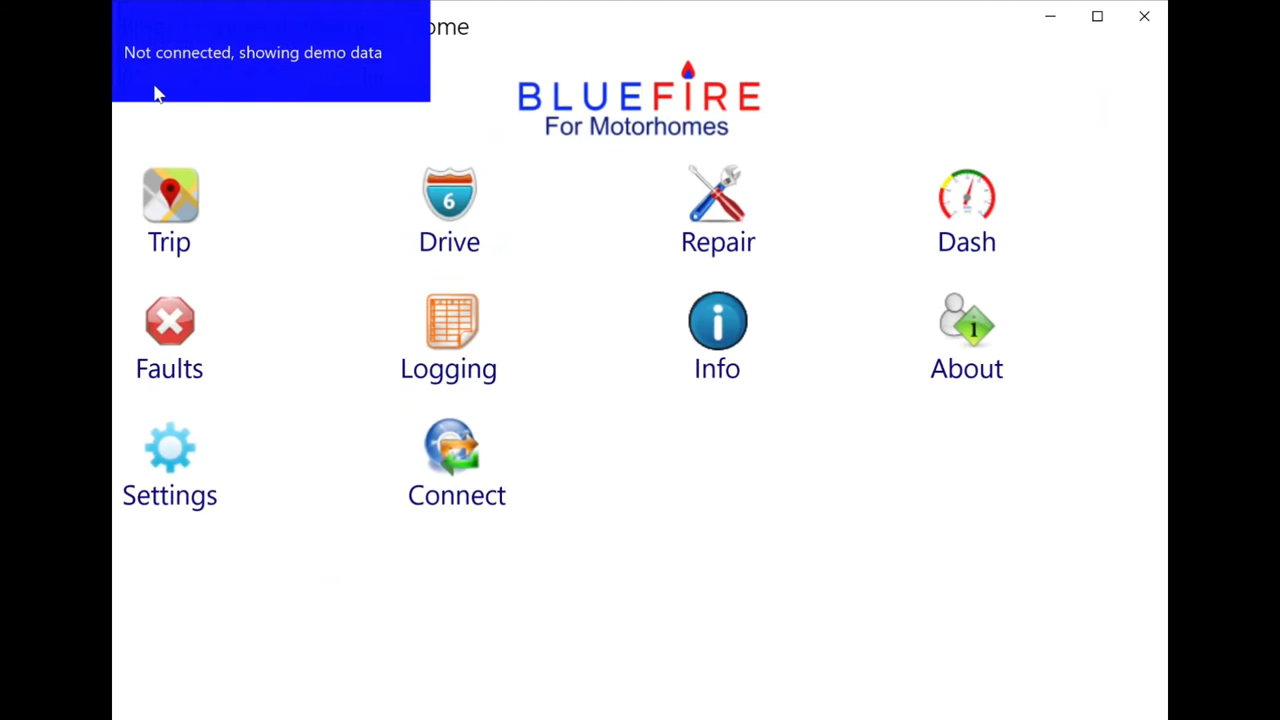 ome
Not connected, showing demo data
BLUEFIRE
For Motorhomes
Trip
Drive
6
Repair
Dash
Faults
Logging
Info
About
Settings
Connect